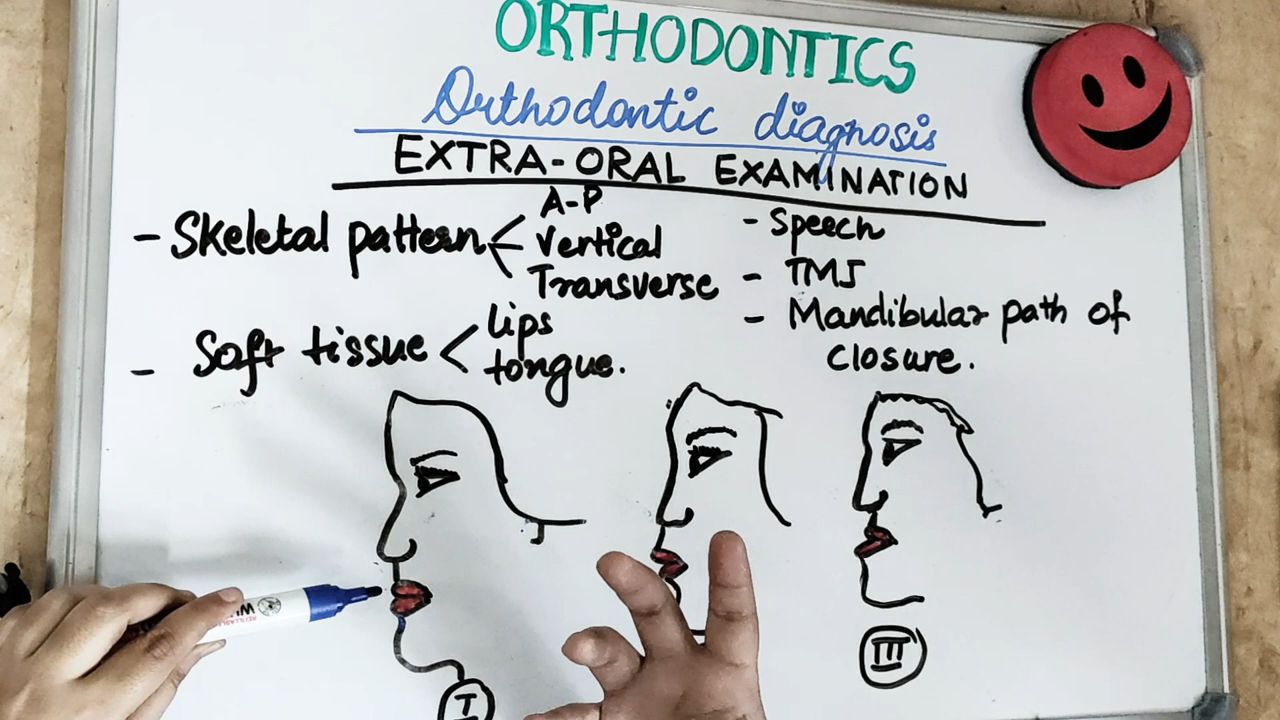 ORTHODONTICS
Orthodontic diagnosis
EXTRA-ORAL EXAMINATION
- Skeletal pattern < A-P
Vertical
Transverse
- Soft tissue < lips
tongue.
- Speech
- TMJ
- Mandibular path of
closure.
I
III